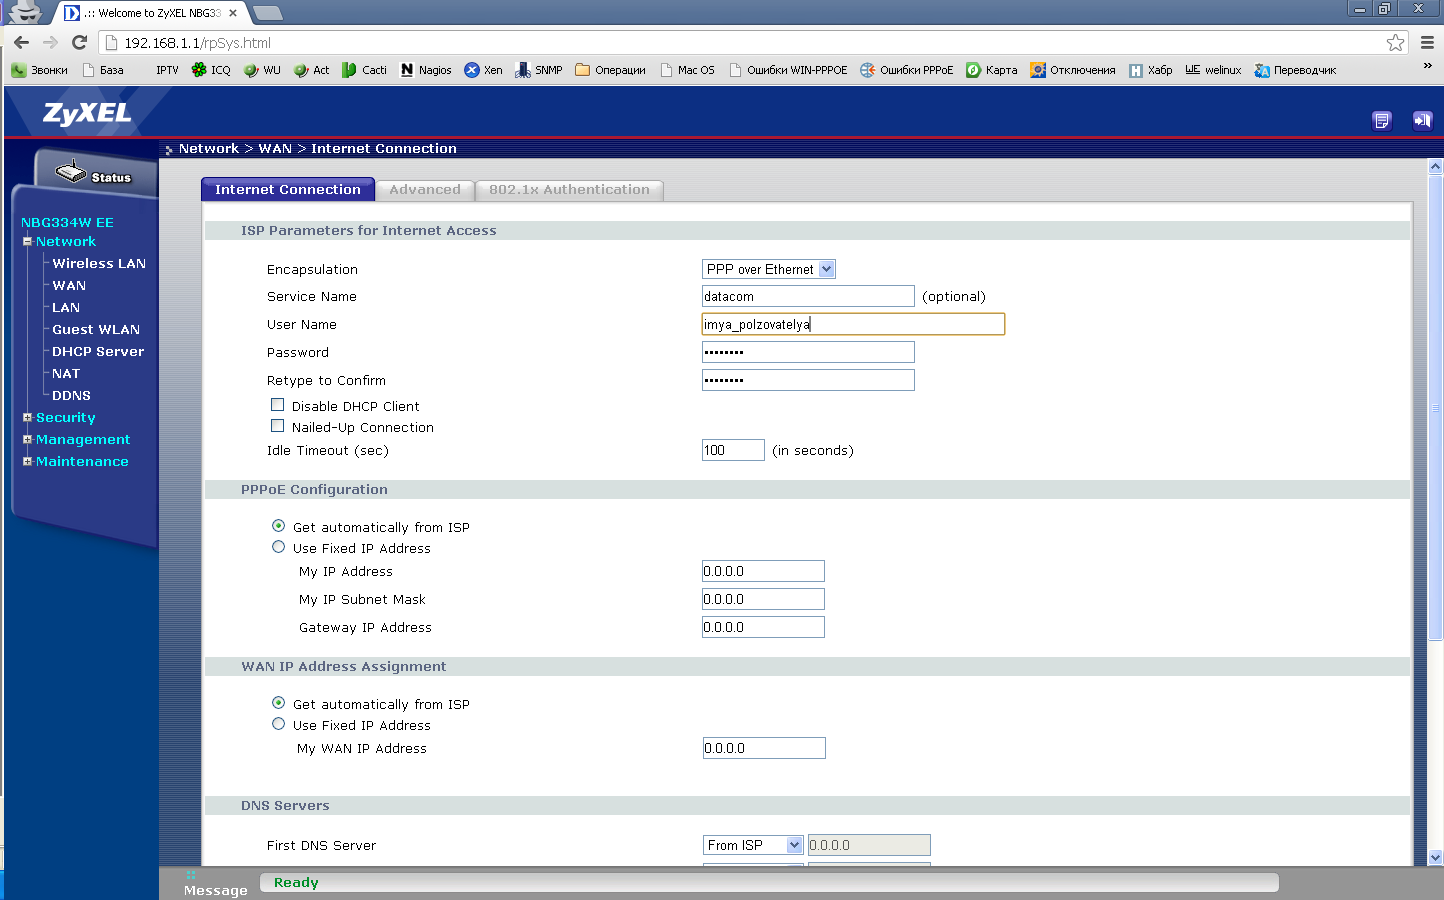 .:: Welcome to ZyXEL NBG33
192.168.1.1/rpSys.html
Звонки База IPTV ICQ WU Act Cacti Nagios Xen SNMP Операции Mac OS Ошибки WIN-PPPOE Ошибки PPPoE Карта Отключения Хабр welinux Переводчик »
ZyXEL
Network > WAN > Internet Connection
Status
Internet Connection Advanced 802.1x Authentication
NBG334W EE
Network
Wireless LAN
WAN
LAN
Guest WLAN
DHCP Server
NAT
DDNS
Security
Management
Maintenance
ISP Parameters for Internet Access
Encapsulation PPP over Ethernet
Service Name datacom (optional)
User Name imya_polzovatelya
Password ••••••••
Retype to Confirm ••••••••
Disable DHCP Client
Nailed-Up Connection
Idle Timeout (sec) 100 (in seconds)
PPPoE Configuration
Get automatically from ISP
Use Fixed IP Address
My IP Address 0.0.0.0
My IP Subnet Mask 0.0.0.0
Gateway IP Address 0.0.0.0
WAN IP Address Assignment
Get automatically from ISP
Use Fixed IP Address
My WAN IP Address 0.0.0.0
DNS Servers
First DNS Server From ISP 0.0.0.0
Message Ready